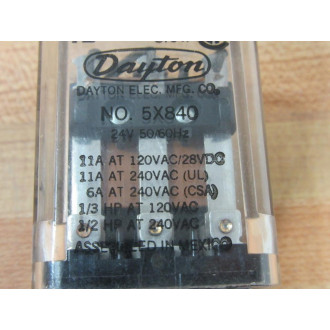 Dayton
DAYTON ELEC. MFG. CO.
NO. 5X840
24V 50/60Hz
11A AT 120VAC/28VDC
11A AT 240VAC (UL)
6A AT 240VAC (CSA)
1/3 HP AT 120VAC
1/2 HP AT 240VAC
ASSEMBLED IN MEXICO